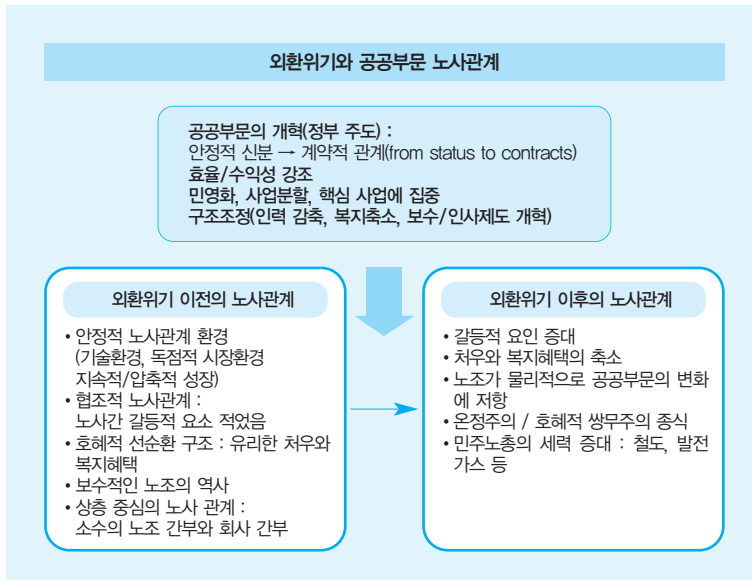 외환위기와 공공부문 노사관계
공공부문의 개혁(정부 주도) :
안정적 신분 → 계약적 관계(from status to contracts)
효율/수익성 강조
민영화, 사업분할, 핵심 사업에 집중
구조조정(인력 감축, 복지축소, 보수/인사제도 개혁)
외환위기 이전의 노사관계
• 안정적 노사관계 환경
(기술환경, 독점적 시장환경
지속적/압축적 성장)
• 협조적 노사관계 :
노사간 갈등적 요소 적었음
• 호혜적 선순환 구조 : 유리한 처우와
복지혜택
• 보수적인 노조의 역사
• 상층 중심의 노사 관계 :
소수의 노조 간부와 회사 간부
외환위기 이후의 노사관계
• 갈등적 요인 증대
• 처우와 복지혜택의 축소
• 노조가 물리적으로 공공부문의 변화
에 저항
• 온정주의 / 호혜적 쌍무주의 종식
• 민주노총의 세력 증대 : 철도, 발전
가스 등